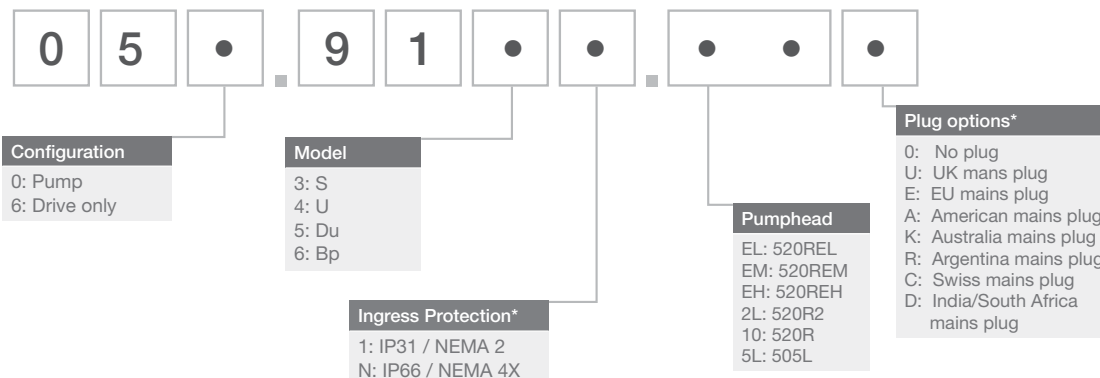 0 5 • . 9 1 • • . • • •
Configuration
0: Pump
6: Drive only
Model
3: S
4: U
5: Du
6: Bp
Ingress Protection*
1: IP31 / NEMA 2
N: IP66 / NEMA 4X
Pumphead
EL: 520REL
EM: 520REM
EH: 520REH
2L: 520R2
10: 520R
5L: 505L
Plug options*
0: No plug
U: UK mans plug
E: EU mains plug
A: American mains plug
K: Australia mains plug
R: Argentina mains plug
C: Swiss mains plug
D: India/South Africa
mains plug